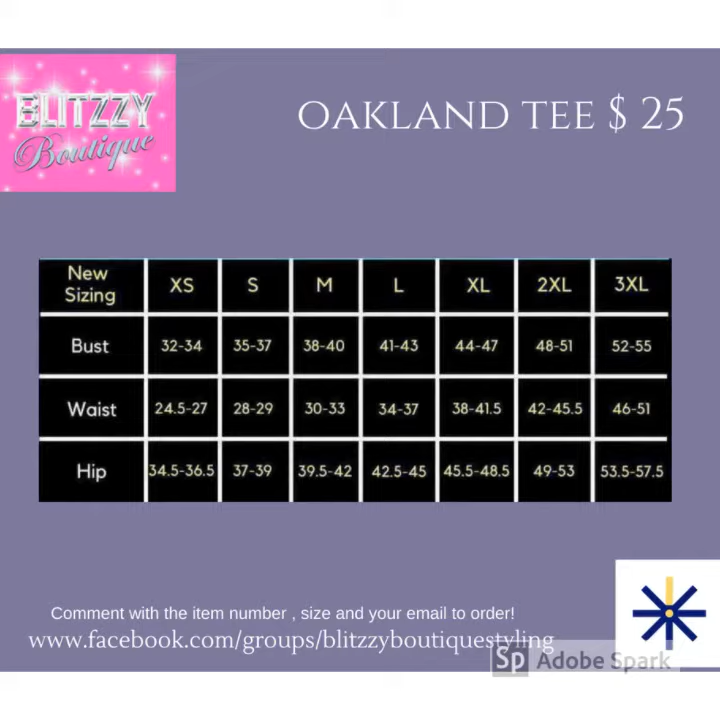 BLITZZY
Boutique
OAKLAND TEE $ 25
New
Sizing XS S M L XL 2XL 3XL
Bust 32-34 35-37 38-40 41-43 44-47 48-51 52-55
Waist 24.5-27 28-29 30-33 34-37 38-41.5 42-45.5 46-51
Hip 34.5-36.5 37-39 39.5-42 42.5-45 45.5-48.5 49-53 53.5-57.5
Comment with the item number , size and your email to order!
www.facebook.com/groups/blitzzyboutiquestyling
Sp Adobe Spark